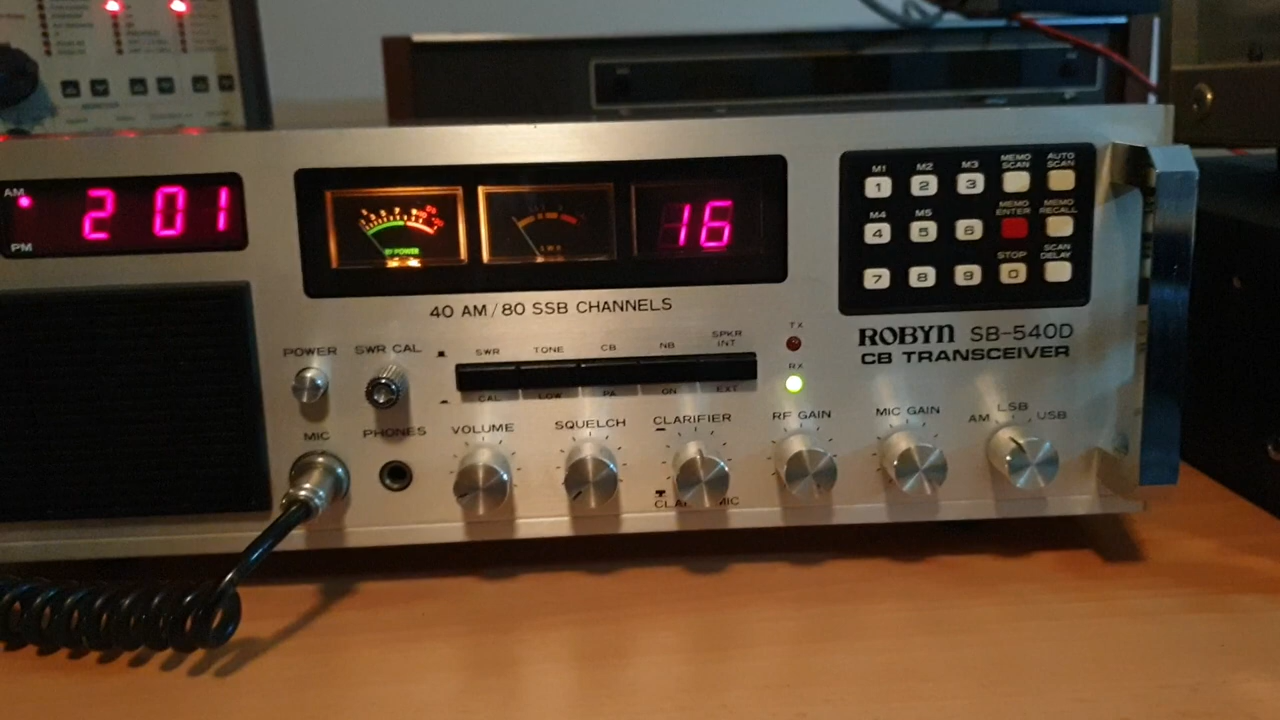 AM
PM
2 01
RF POWER
SWR
16
40 AM/80 SSB CHANNELS
M1 M2 M3 MEMO SCAN AUTO SCAN
1 2 3
M4 M5 MEMO ENTER MEMO RECALL
4 5 6
STOP SCAN DELAY
7 8 9 0
ROBYN SB-540D
CB TRANSCEIVER
POWER SWR CAL
SWR TONE CB NB SPKR INT
CAL LOW PA ON EXT
TX
RX
MIC PHONES VOLUME SQUELCH CLARIFIER RF GAIN MIC GAIN AM LSB USB